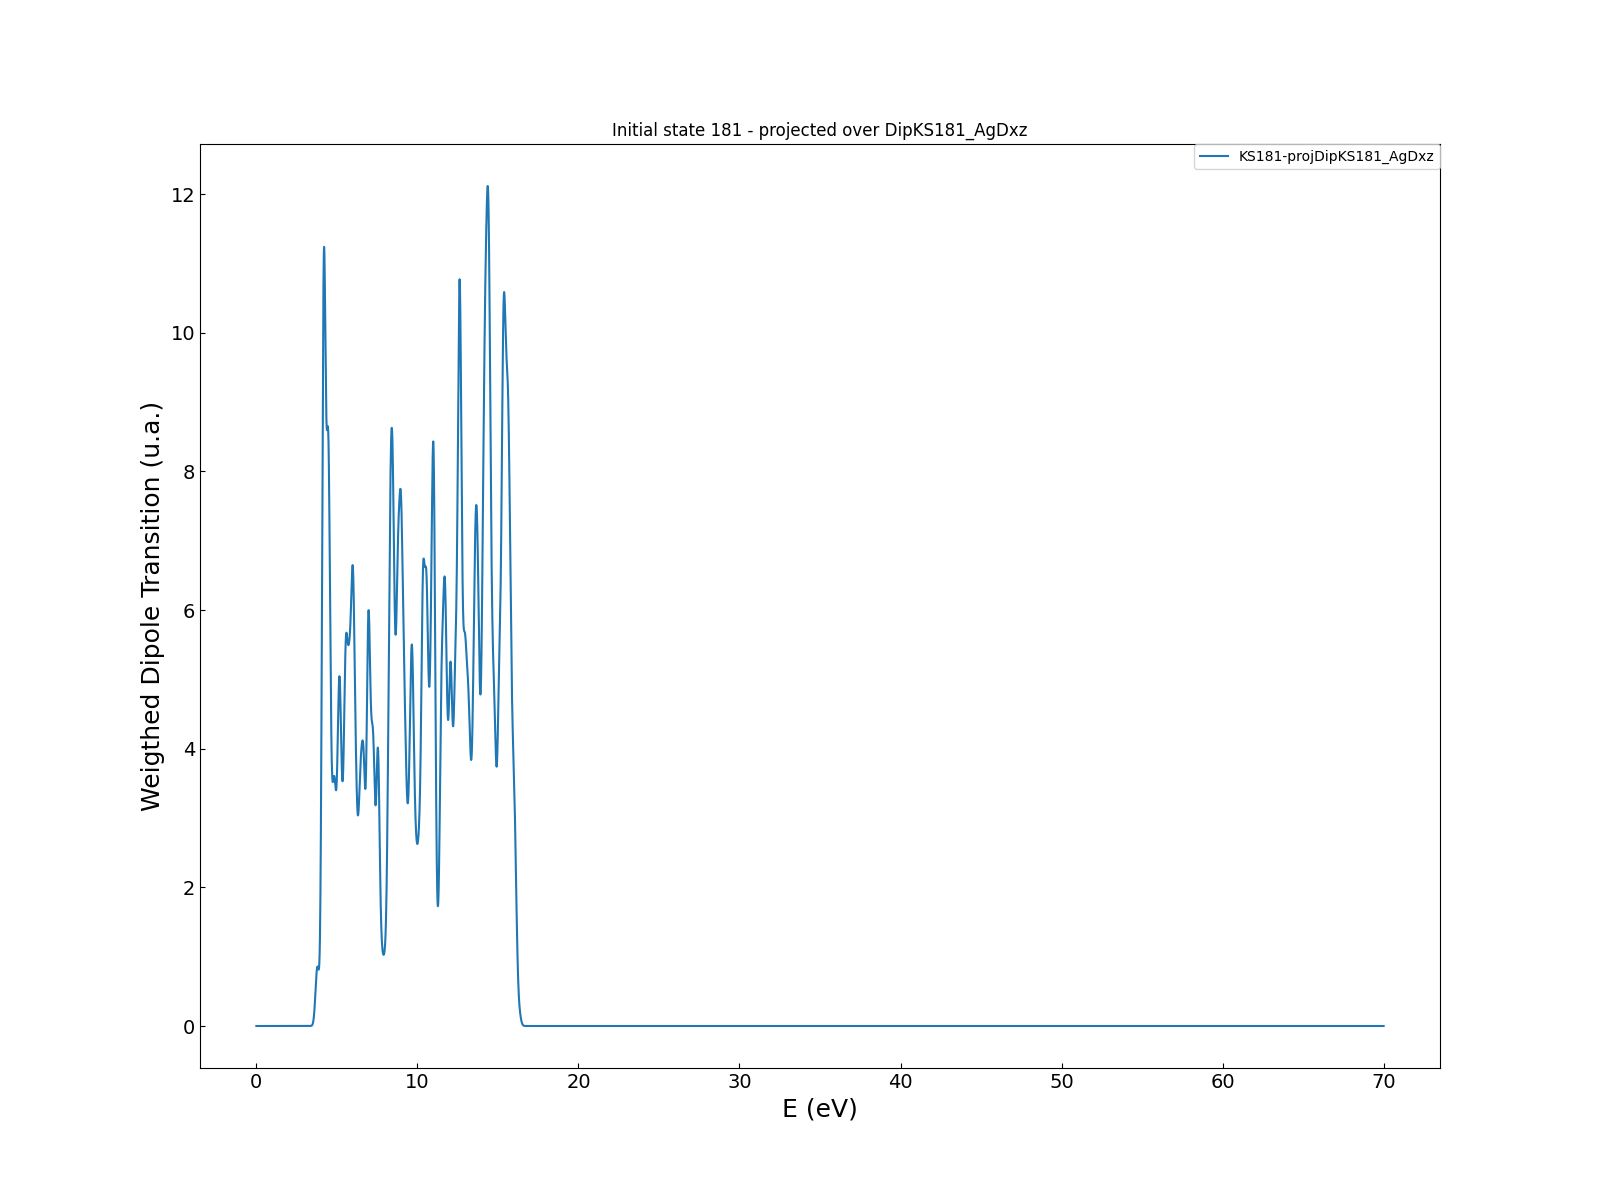 Initial state 181 - projected over DipKS181_AgDxz
KS181-projDipKS181_AgDxz
12
10
8
6
4
2
0
Weigthed Dipole Transition (u.a.)
0 10 20 30 40 50 60 70
E (eV)